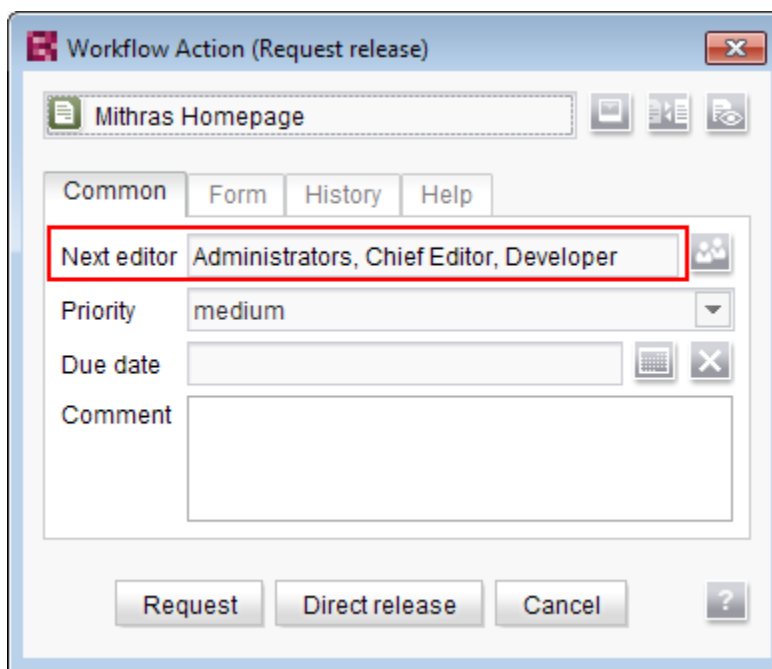 Workflow Action (Request release)
Mithras Homepage
Common Form History Help
Next editor Administrators, Chief Editor, Developer
Priority medium
Due date
Comment
Request Direct release Cancel ?